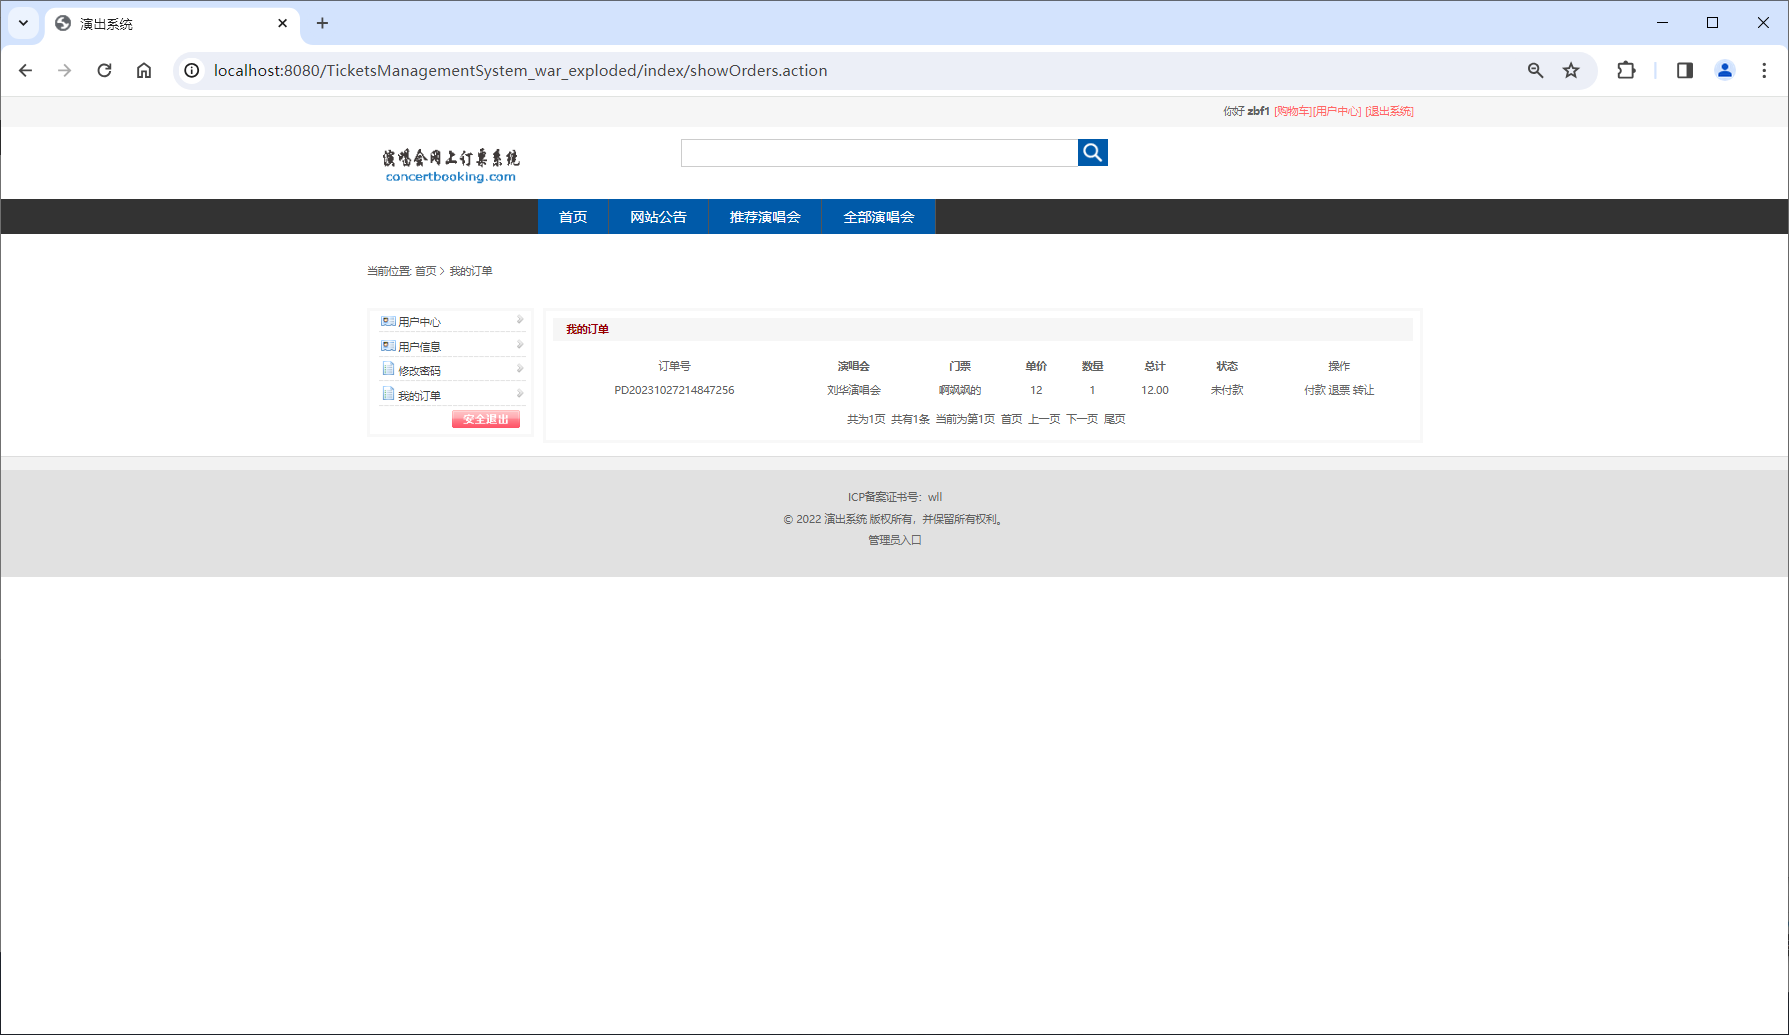 演出系统
localhost:8080/TicketsManagementSystem_war_exploded/index/showOrders.action
你好 zbf1 [购物车][用户中心] [退出系统]
演唱会网上订票系统
concertbooking.com
首页 网站公告 推荐演唱会 全部演唱会
当前位置: 首页 > 我的订单
用户中心
用户信息
修改密码
我的订单
安全退出
我的订单
订单号 演唱会 门票 单价 数量 总计 状态 操作
PD20231027214847256 刘华演唱会 啊飒飒的 12 1 12.00 未付款 付款 退票 转让
共为1页 共有1条 当前为第1页 首页 上一页 下一页 尾页
ICP备案证书号：wll
© 2022 演出系统 版权所有，并保留所有权利。
管理员入口